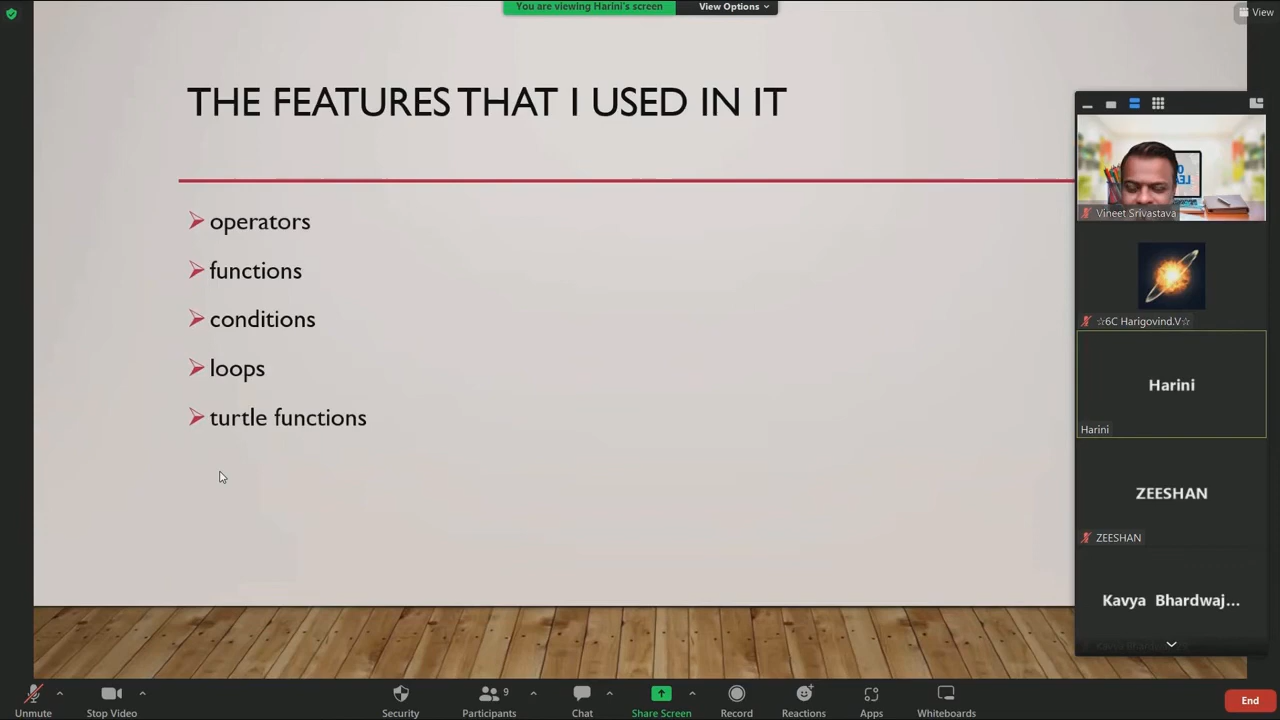 You are viewing Harini's screen
View Options
View
THE FEATURES THAT I USED IN IT
operators
functions
conditions
loops
turtle functions
Vineet Srivastava
☆6C Harigovind.V☆
Harini
Harini
ZEESHAN
ZEESHAN
Kavya Bhardwaj...
Unmute
Stop Video
Security
Participants
9
Chat
Share Screen
Record
Reactions
Apps
Whiteboards
End